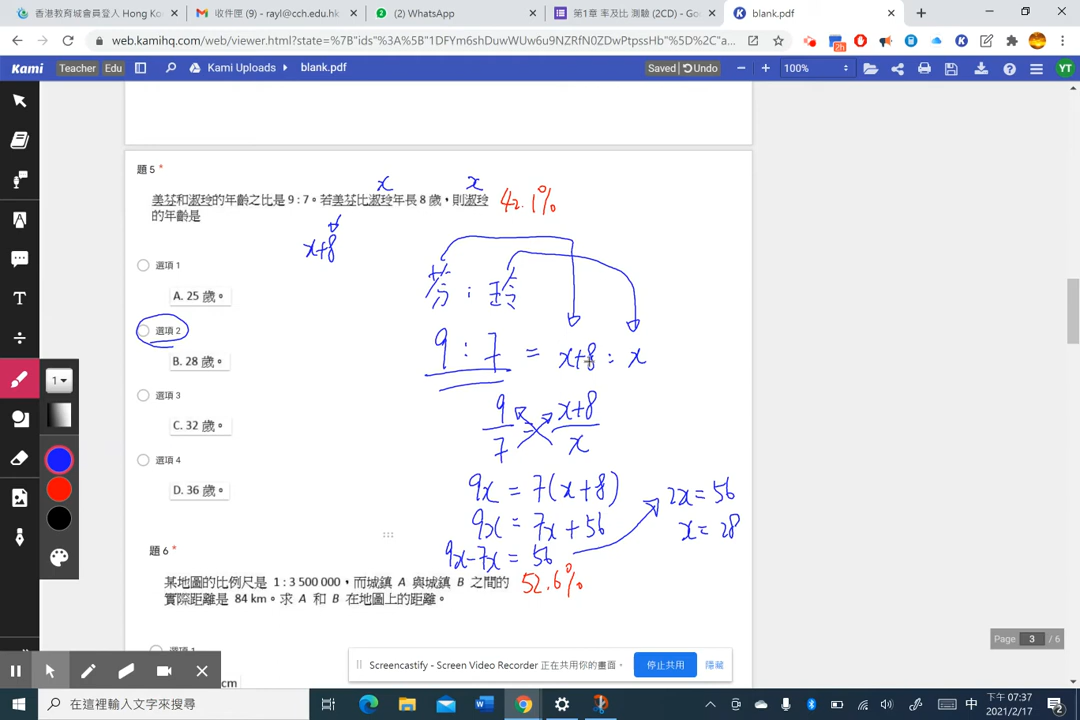 香港教育城會員登入 Hong Kon
收件匣 (9) - rayl@cch.edu.hk
(2) WhatsApp
第1章 率及比 測驗 (2CD) - Goo
blank.pdf
web.kamihq.com/web/viewer.html?state=%7B"ids"%3A%5B"1DFYm6shDuwWUw6u9NZRfN0ZDwPtpssHb"%5D%2C"a...
Kami Teacher Edu Kami Uploads blank.pdf Saved Undo 100% YT
題5 *
美芬和淑玲的年齡之比是 9 : 7。若美芬比淑玲年長 8 歲，則淑玲
的年齡是
x
x
42.1%
x+8
選項 1
A. 25 歲。
選項 2
B. 28 歲。
選項 3
C. 32 歲。
選項 4
D. 36 歲。
芬 : 玲
9 : 7 = x+8 : x
9/7 = x+8/x
9x = 7(x+8)
9x = 7x+56
9x-7x = 56
2x=56
x=28
題6 *
52.6%
某地圖的比例尺是 1 : 3 500 000，而城鎮 A 與城鎮 B 之間的
實際距離是 84 km。求 A 和 B 在地圖上的距離。
選項 1
cm
Page 3 / 6
Screencastify - Screen Video Recorder 正在共用你的畫面。
停止共用
隱藏
在這裡輸入文字來搜尋
中
下午 07:37
2021/2/17
2